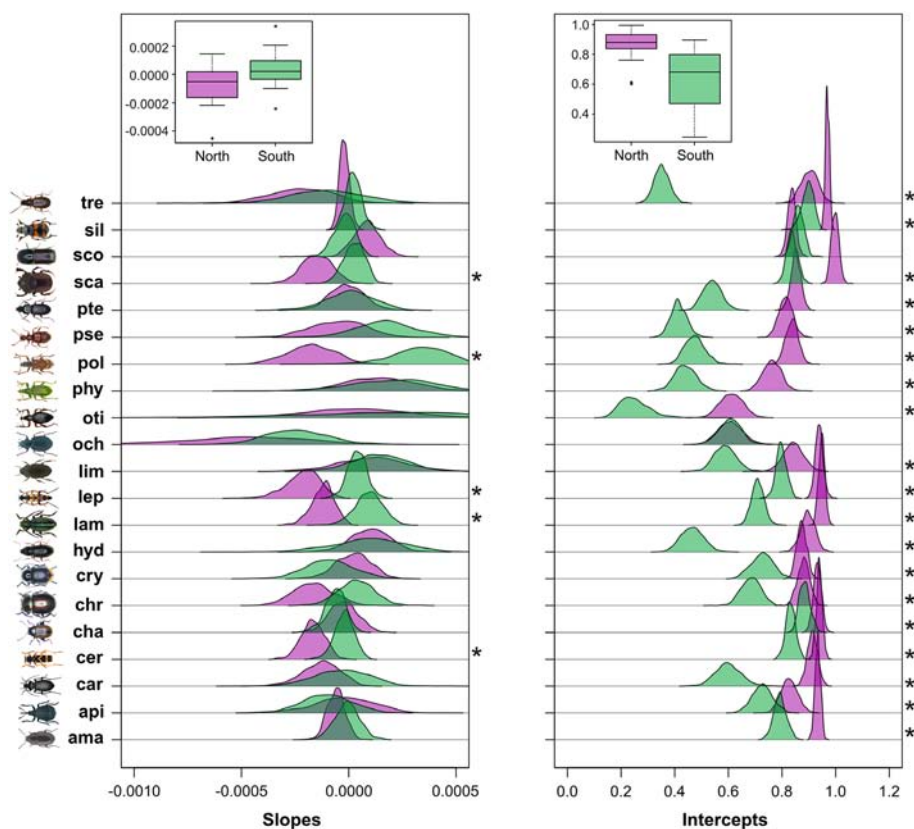 0.0002
0.0000
-0.0002
-0.0004
North South
1.0
0.8
0.6
0.4
North South
tre *
sil *
sco
sca * *
pte *
pse *
pol * *
phy *
oti *
och
lim *
lep * *
lam * *
hyd *
cry *
chr *
cha *
cer * *
car *
api *
ama *
-0.0010 -0.0005 0.0000 0.0005
Slopes
0.0 0.2 0.4 0.6 0.8 1.0 1.2
Intercepts